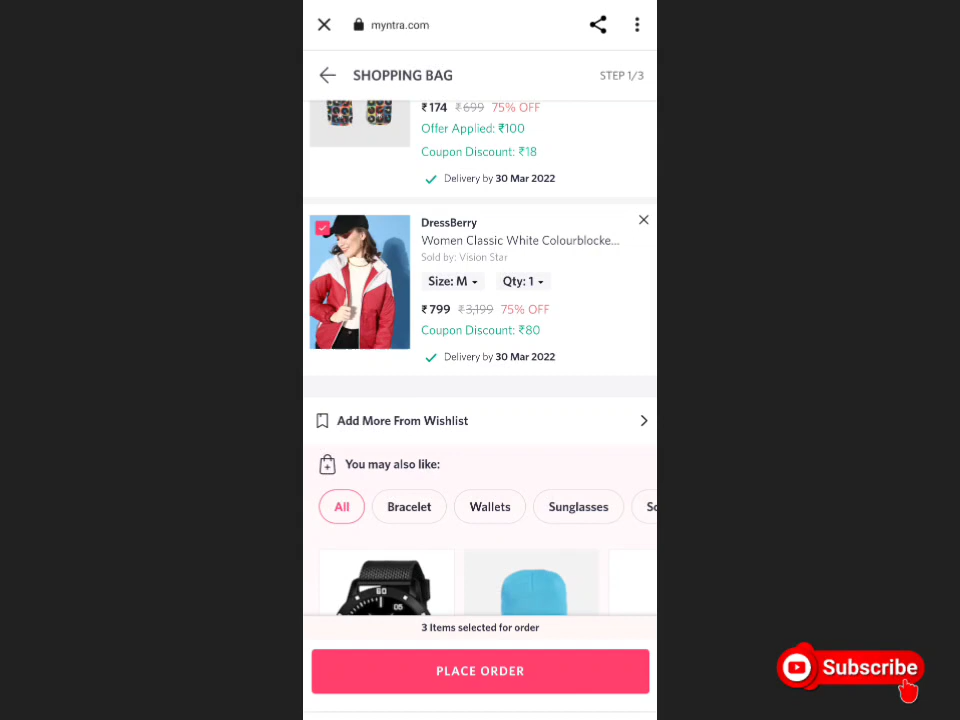 myntra.com
SHOPPING BAG
STEP 1/3
₹174 ₹699 75% OFF
Offer Applied: ₹100
Coupon Discount: ₹18
Delivery by 30 Mar 2022
DressBerry
Women Classic White Colourblocke...
Sold by: Vision Star
Size: M Qty: 1
₹799 ₹3,199 75% OFF
Coupon Discount: ₹80
Delivery by 30 Mar 2022
Add More From Wishlist
You may also like:
All Bracelet Wallets Sunglasses Sc
60
05
3 Items selected for order
PLACE ORDER
Subscribe